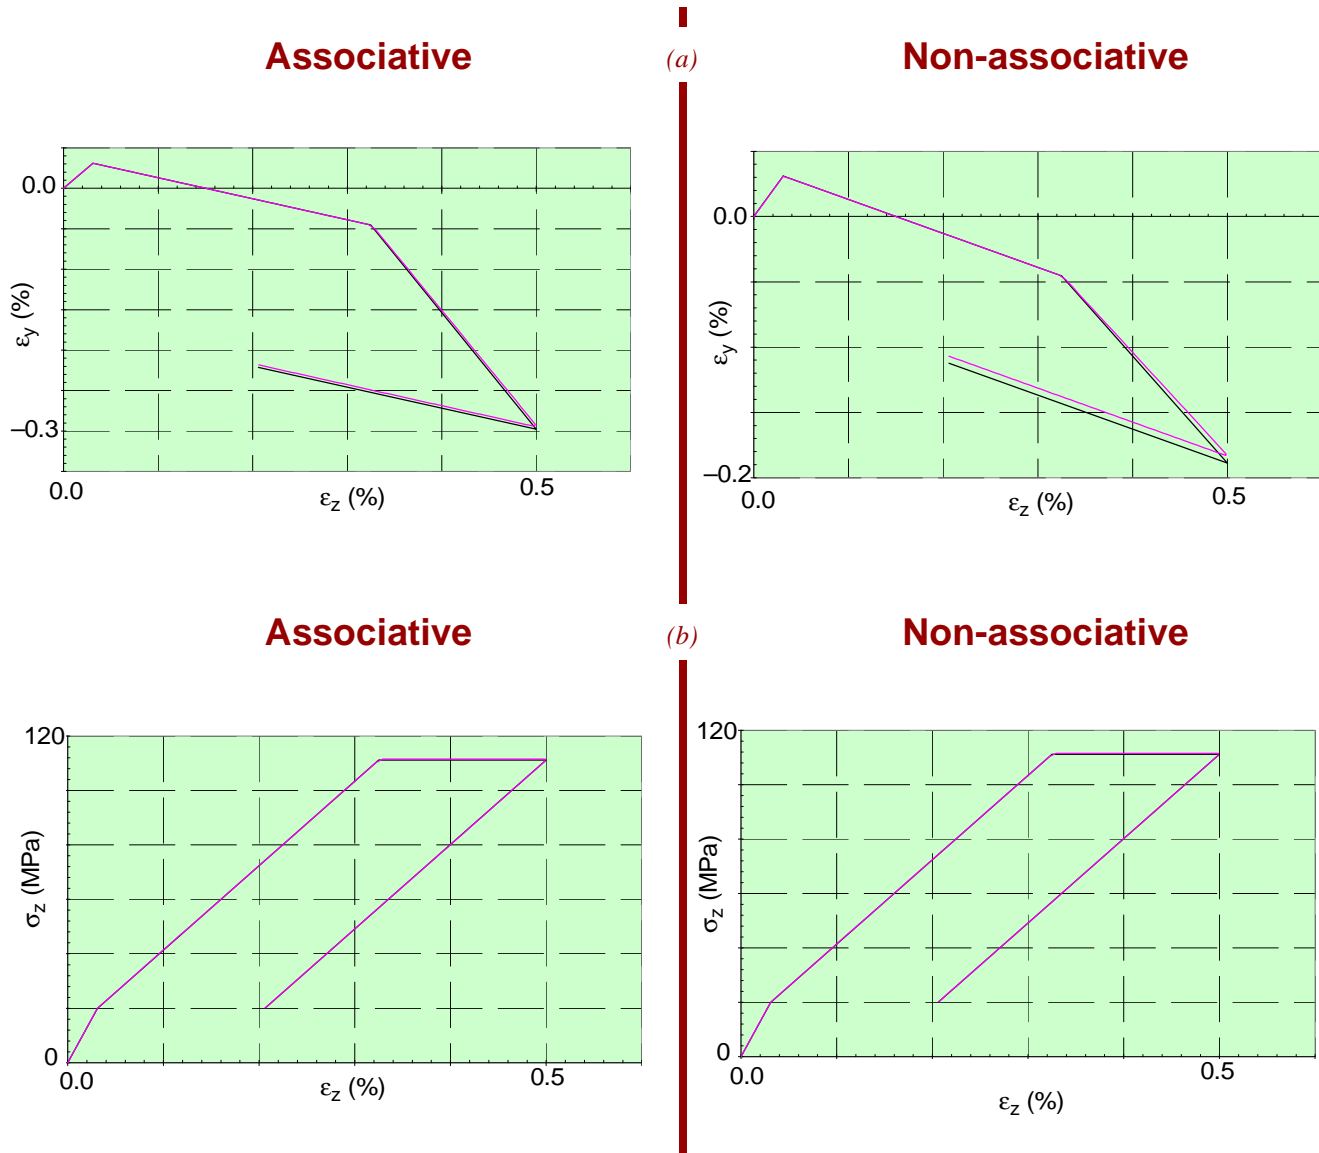 Associative (a) Non-associative
0.0
εy (%)
–0.3
0.0 0.5
εz (%)
0.0
εy (%)
–0.2
0.0 0.5
εz (%)
Associative (b) Non-associative
120
σz (MPa)
0
0.0 0.5
εz (%)
120
σz (MPa)
0
0.0 0.5
εz (%)